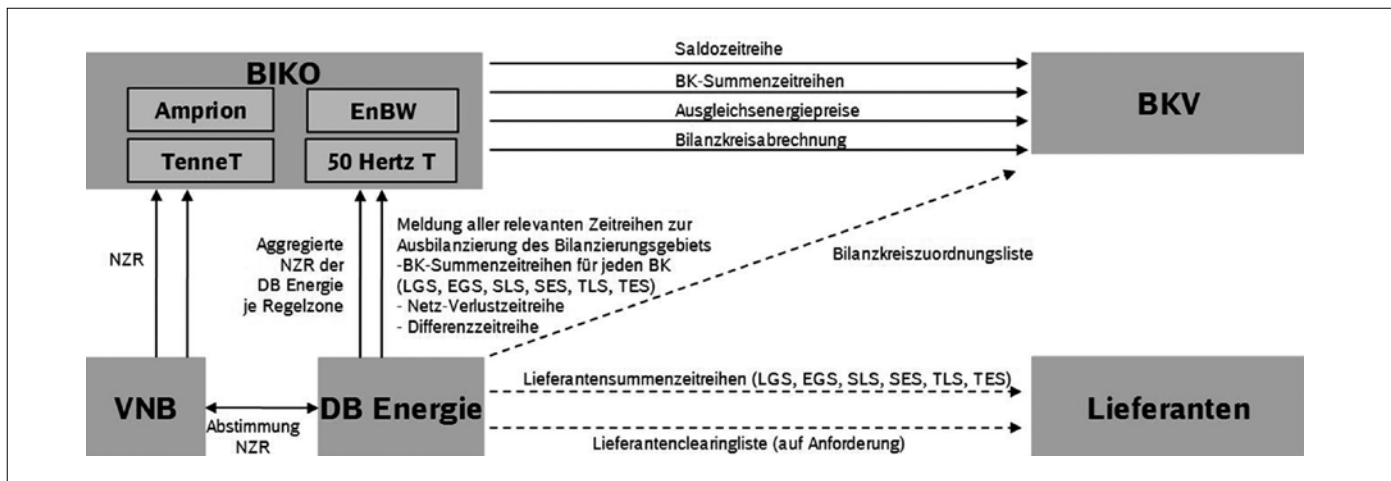 BIKO
Amprion
EnBW
TenneT
50 Hertz T
Saldozeitreihe
BK-Summenzeitreihen
Ausgleichsenergiepreise
Bilanzkreisabrechnung
BKV
NZR
Aggregierte
NZR der
DB Energie
je Regelzone
Meldung aller relevanten Zeitreihen zur
Ausbilanzierung des Bilanzierungsgebiets
-BK-Summenzeitreihen für jeden BK
(LGS, EGS, SLS, SES, TLS, TES)
- Netz-Verlustzeitreihe
- Differenzzeitreihe
Bilanzkreiszuordnungsliste
VNB
Abstimmung
NZR
DB Energie
Lieferantensummenzeitreihen (LGS, EGS, SLS, SES, TLS, TES)
Lieferantenclearingliste (auf Anforderung)
Lieferanten